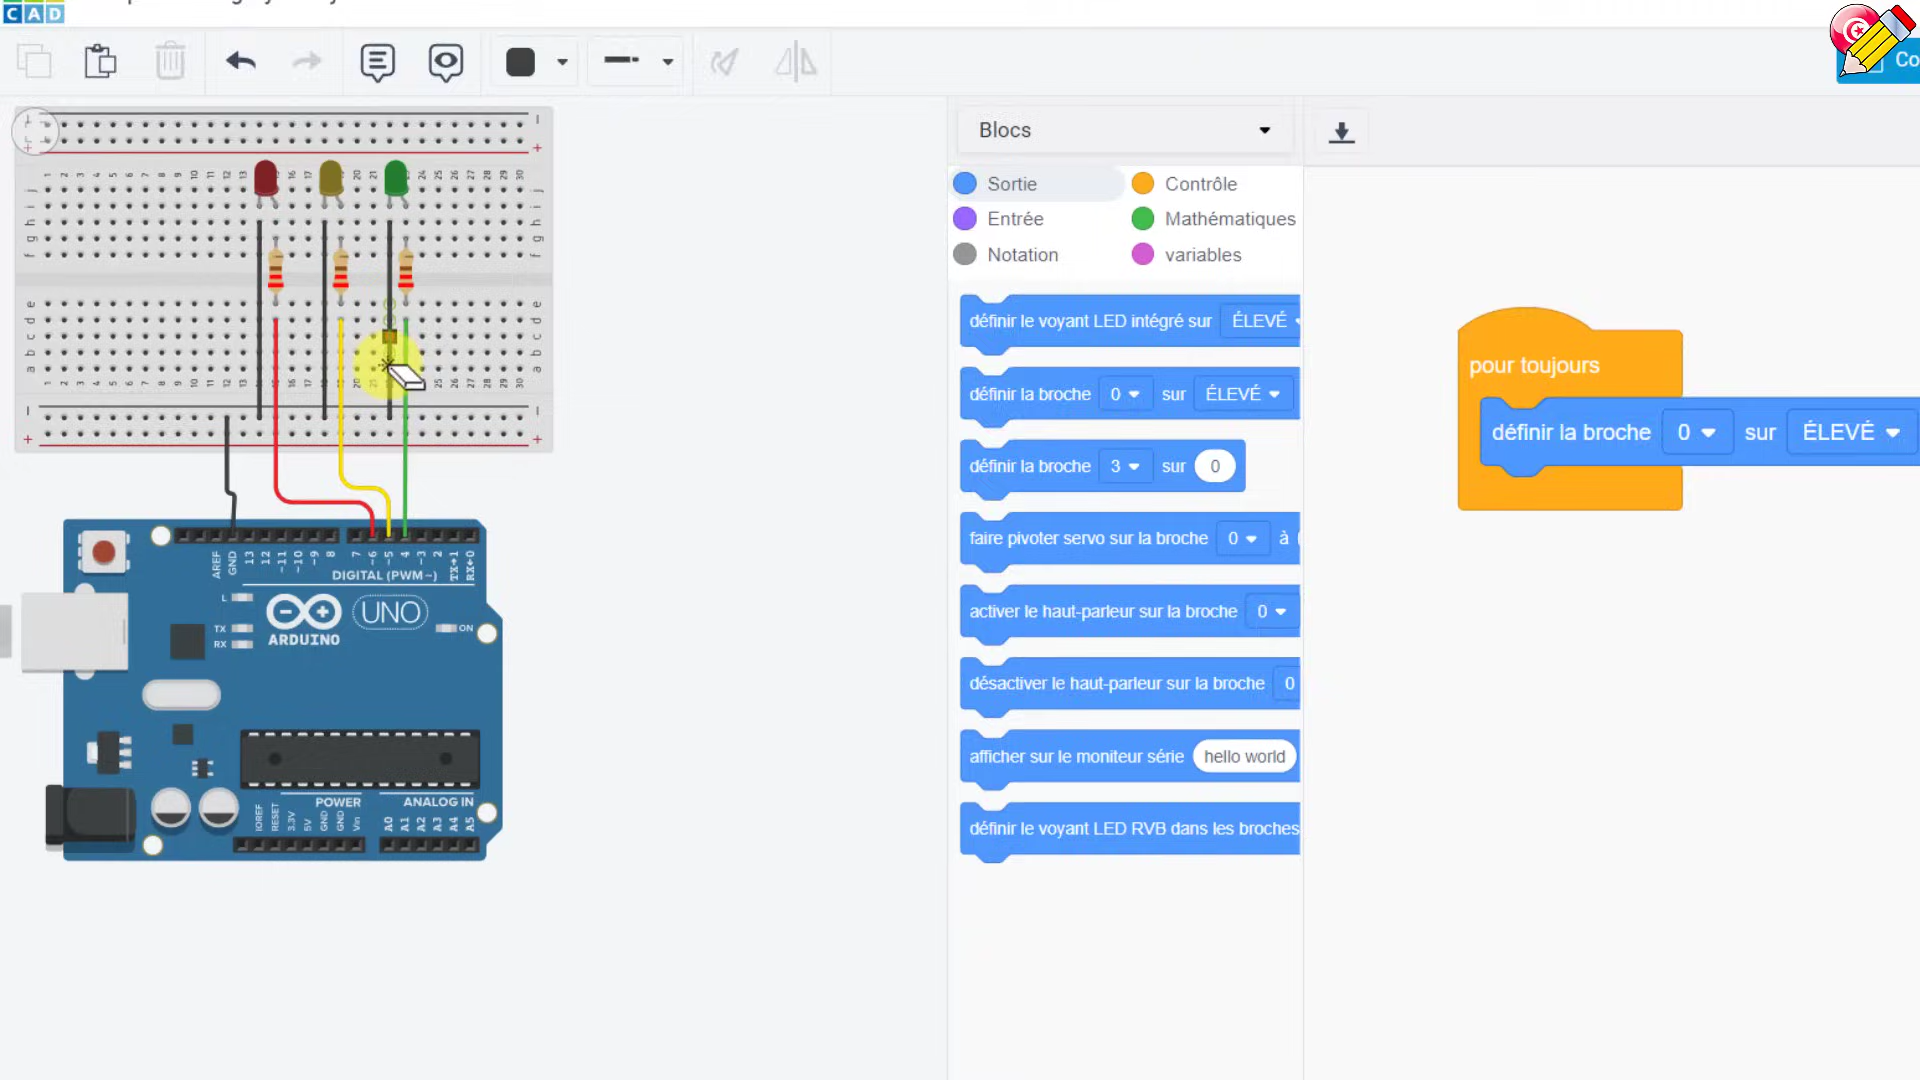 CAD
Co
Blocs
Sortie
Contrôle
Entrée
Mathématiques
Notation
variables
définir le voyant LED intégré sur ÉLEVÉ
définir la broche 0 sur ÉLEVÉ
définir la broche 3 sur 0
faire pivoter servo sur la broche 0 à
activer le haut-parleur sur la broche 0
désactiver le haut-parleur sur la broche 0
afficher sur le moniteur série hello world
définir le voyant LED RVB dans les broches
pour toujours
définir la broche 0 sur ÉLEVÉ
AREF GND 13 12 ~11 ~10 ~9 8 7 ~6 ~5 4 ~3 2 TX→1 RX←0
DIGITAL (PWM~)
L
TX
RX
UNO
ARDUINO
ON
POWER
ANALOG IN
IOREF RESET 3.3V 5V GND GND Vin A0 A1 A2 A3 A4 A5